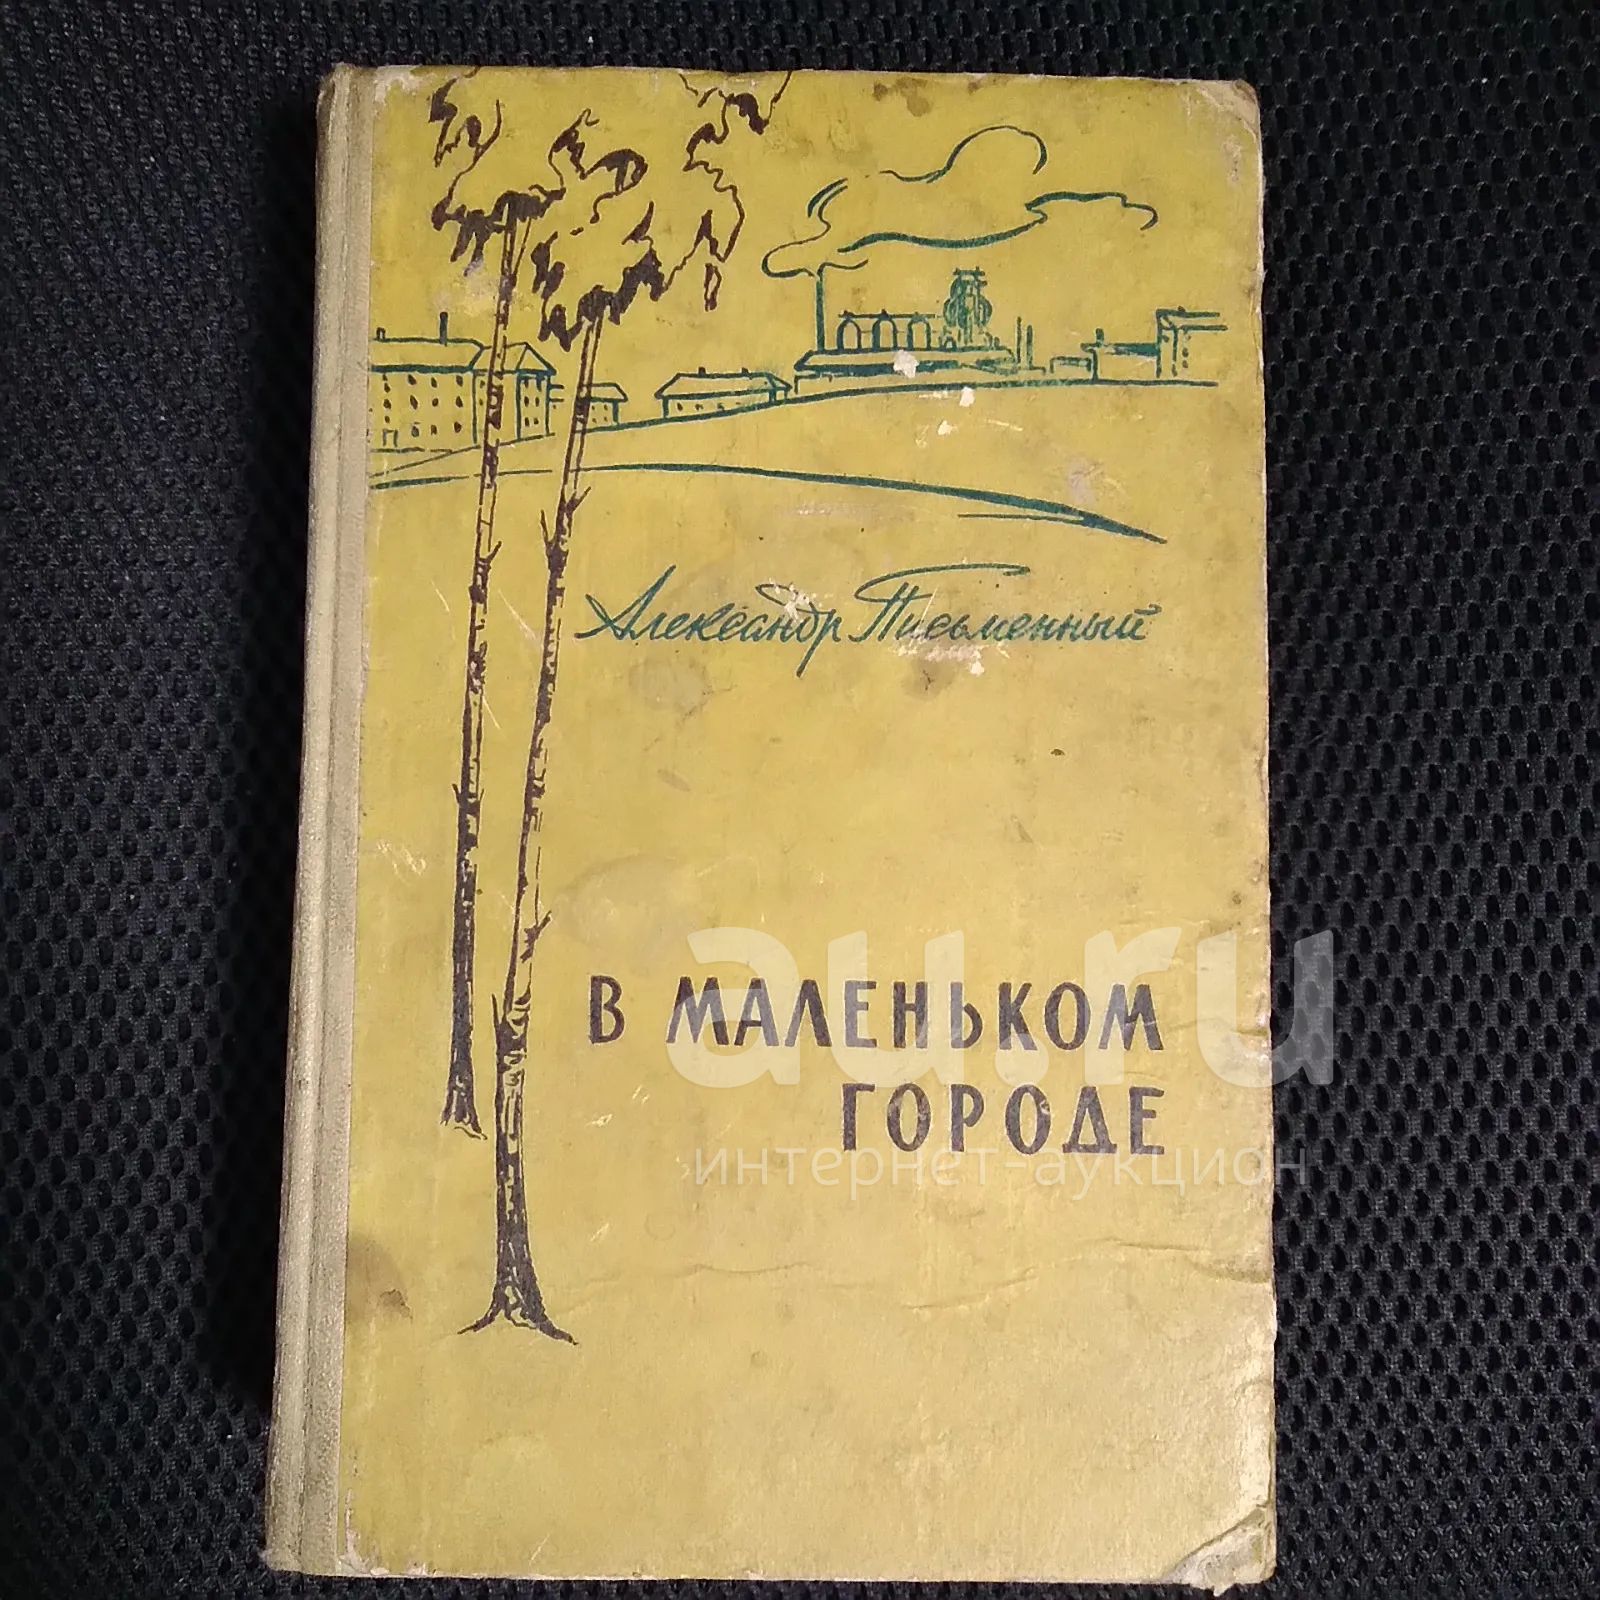 Александр Письменный
В МАЛЕНЬКОМ
ГОРОДЕ
au.ru
интернет-аукцион